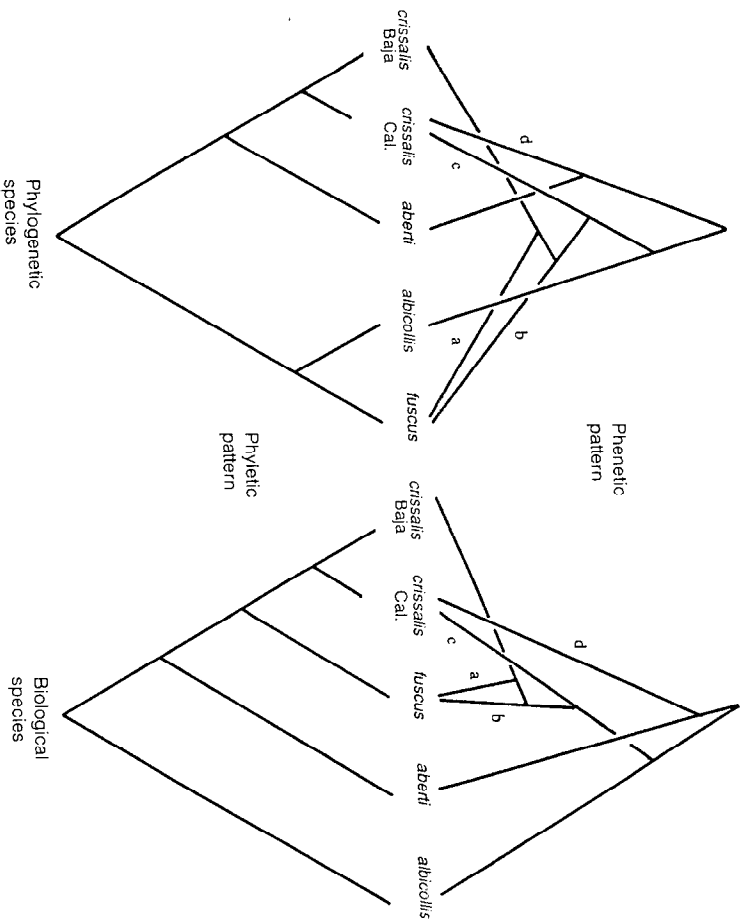 Phenetic
pattern
d
c
b
a
crissalis
Baja
crissalis
Cal.
aberti
albicollis
fuscus
Phylogenetic
species
d
c
a
b
crissalis
Baja
crissalis
Cal.
fuscus
aberti
albicollis
Phyletic
pattern
Biological
species